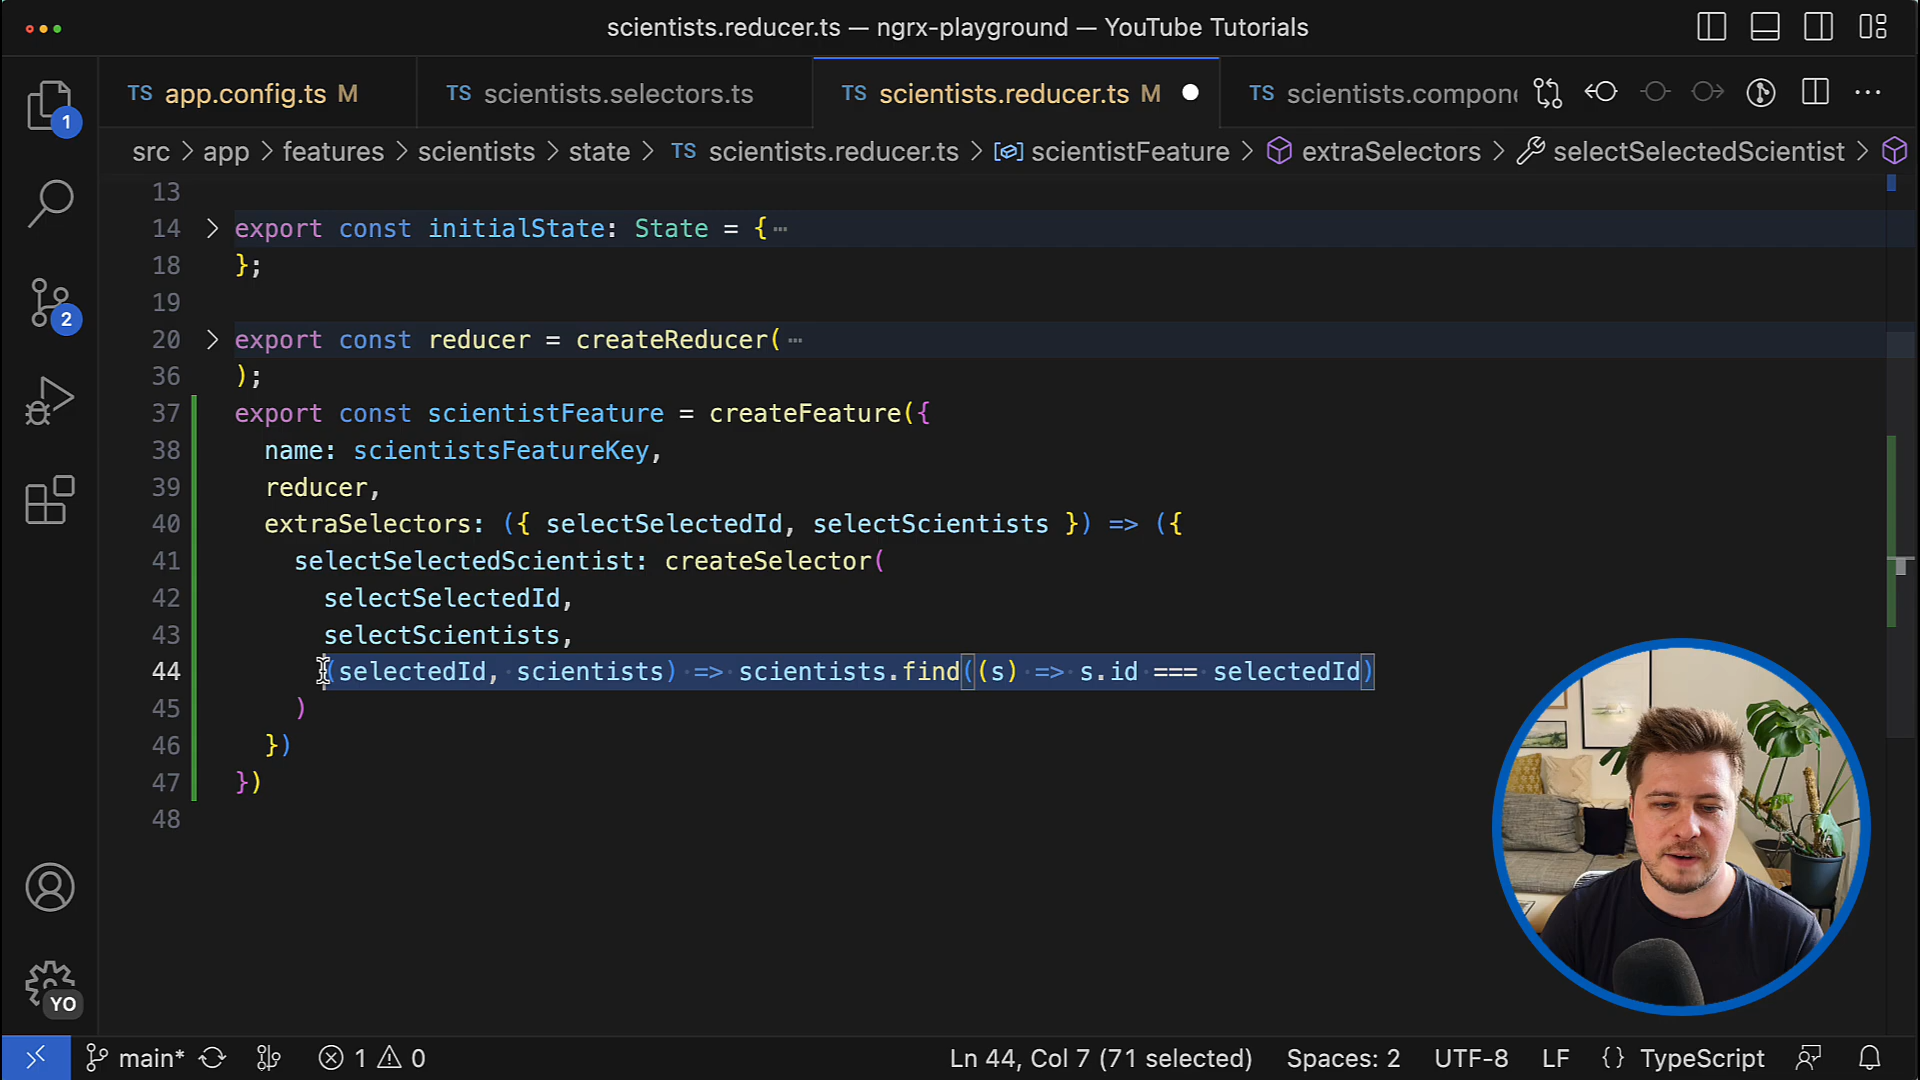 scientists.reducer.ts — ngrx-playground — YouTube Tutorials
TS app.config.ts M
TS scientists.selectors.ts
TS scientists.reducer.ts M
TS scientists.compone
1
src > app > features > scientists > state > TS scientists.reducer.ts > scientistFeature > extraSelectors > selectSelectedScientist >
13
14 export const initialState: State = {⋯
18 };
19
20 export const reducer = createReducer(⋯
36 );
37 export const scientistFeature = createFeature({
38 name: scientistsFeatureKey,
39 reducer,
40 extraSelectors: ({ selectSelectedId, selectScientists }) => ({
41 selectSelectedScientist: createSelector(
42 selectSelectedId,
43 selectScientists,
44 (selectedId, scientists) => scientists.find((s) => s.id === selectedId)
45 )
46 })
47 })
48
2
YO
main* 1 0 Ln 44, Col 7 (71 selected) Spaces: 2 UTF-8 LF {} TypeScript